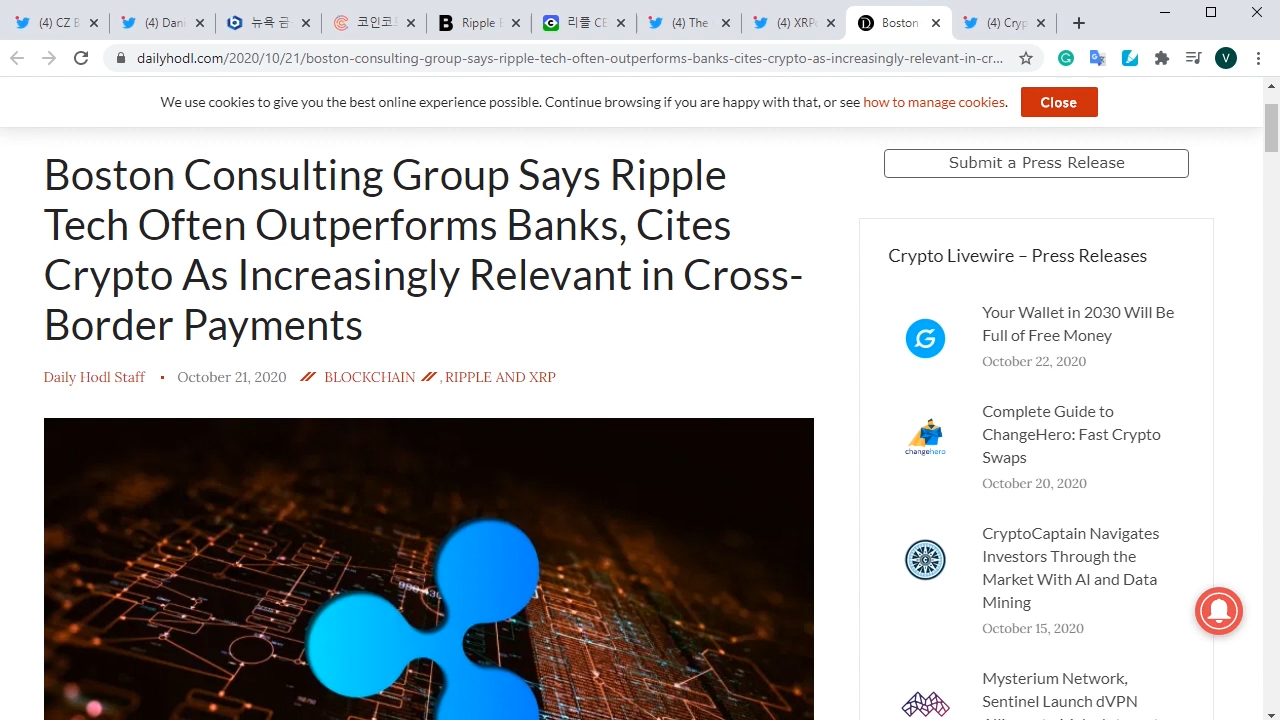 (4) CZ B
(4) Dani
뉴욕 금
코인코
Ripple E
리플 CE
(4) The
(4) XRP
Boston
(4) Cryp
dailyhodl.com/2020/10/21/boston-consulting-group-says-ripple-tech-often-outperforms-banks-cites-crypto-as-increasingly-relevant-in-cr...
V
We use cookies to give you the best online experience possible. Continue browsing if you are happy with that, or see how to manage cookies.
Close
Boston Consulting Group Says Ripple
Tech Often Outperforms Banks, Cites
Crypto As Increasingly Relevant in Cross-
Border Payments
Daily Hodl Staff ▪ October 21, 2020 BLOCKCHAIN , RIPPLE AND XRP
Submit a Press Release
Crypto Livewire – Press Releases
Your Wallet in 2030 Will Be
Full of Free Money
October 22, 2020
changehero
Complete Guide to
ChangeHero: Fast Crypto
Swaps
October 20, 2020
CryptoCaptain Navigates
Investors Through the
Market With AI and Data
Mining
October 15, 2020
Mysterium Network,
Sentinel Launch dVPN